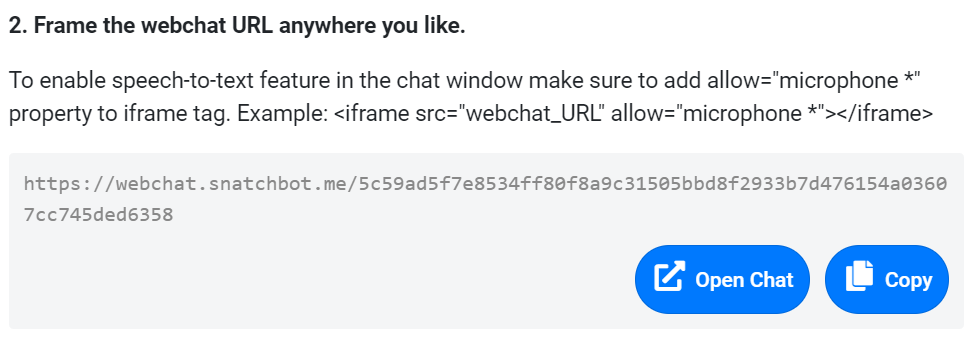 2. Frame the webchat URL anywhere you like.
To enable speech-to-text feature in the chat window make sure to add allow="microphone *"
property to iframe tag. Example: <iframe src="webchat_URL" allow="microphone *"></iframe>
https://webchat.snatchbot.me/5c59ad5f7e8534ff80f8a9c31505bbd8f2933b7d476154a0360
7cc745ded6358
Open Chat
Copy